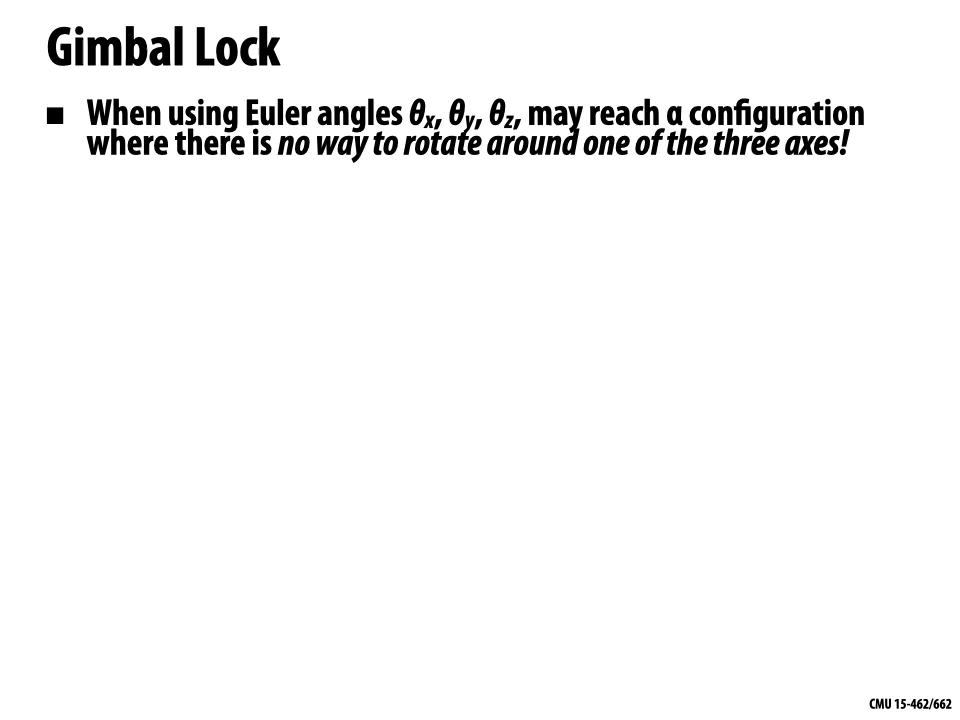 Gimbal Lock
■ When using Euler angles θx, θy, θz, may reach α configuration
where there is no way to rotate around one of the three axes!
CMU 15-462/662